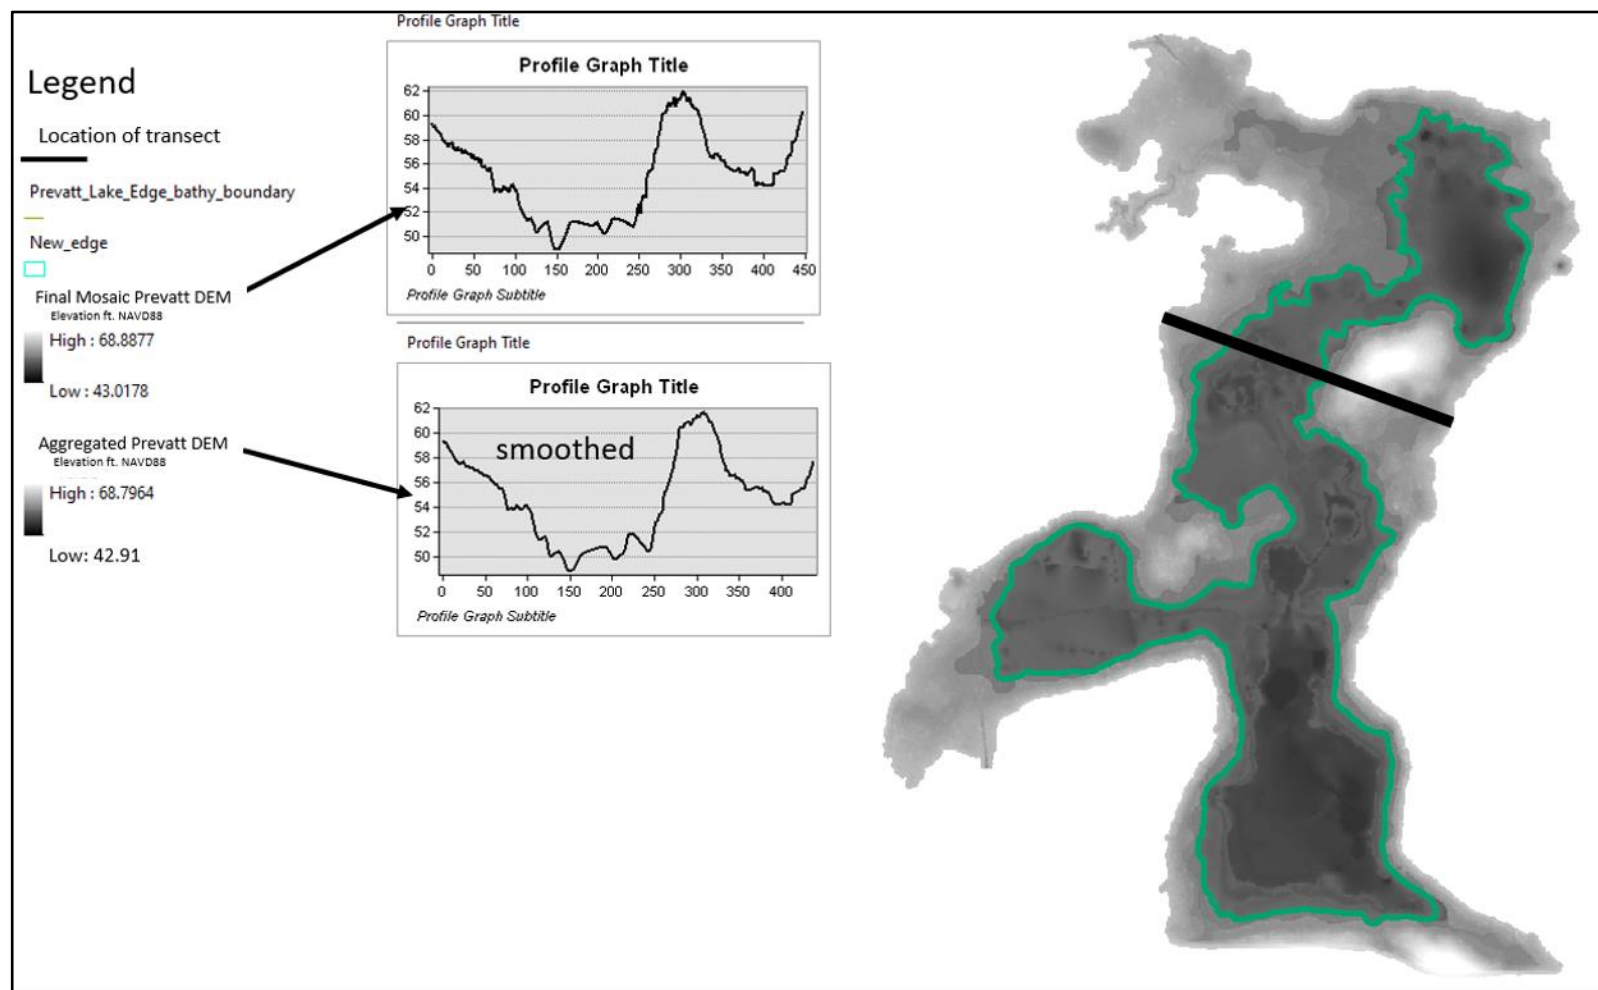 Legend
Location of transect
Prevatt_Lake_Edge_bathy_boundary
New_edge
Final Mosaic Prevatt DEM
Elevation ft. NAVD88
High : 68.8877
Low : 43.0178
Aggregated Prevatt DEM
Elevation ft. NAVD88
High : 68.7964
Low: 42.91
Profile Graph Title
Profile Graph Title
62
60
58
56
54
52
50
0 50 100 150 200 250 300 350 400 450
Profile Graph Subtitle
Profile Graph Title
Profile Graph Title
smoothed
62
60
58
56
54
52
50
0 50 100 150 200 250 300 350 400
Profile Graph Subtitle